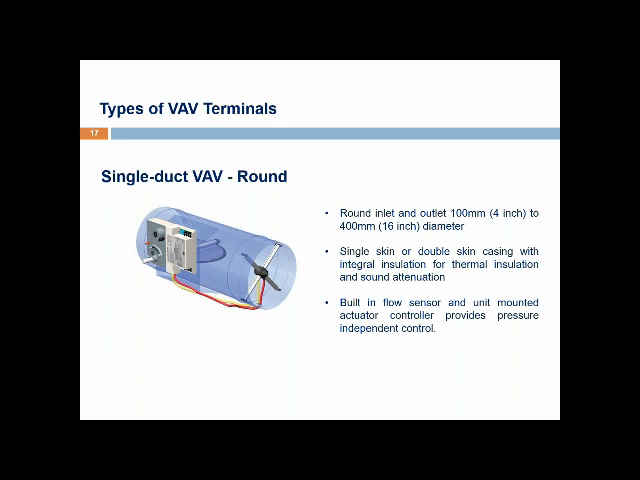 Types of VAV Terminals
17
Single-duct VAV - Round
• Round inlet and outlet 100mm (4 inch) to
400mm (16 inch) diameter
• Single skin or double skin casing with
integral insulation for thermal insulation
and sound attenuation
• Built in flow sensor and unit mounted
actuator controller provides pressure
independent control.